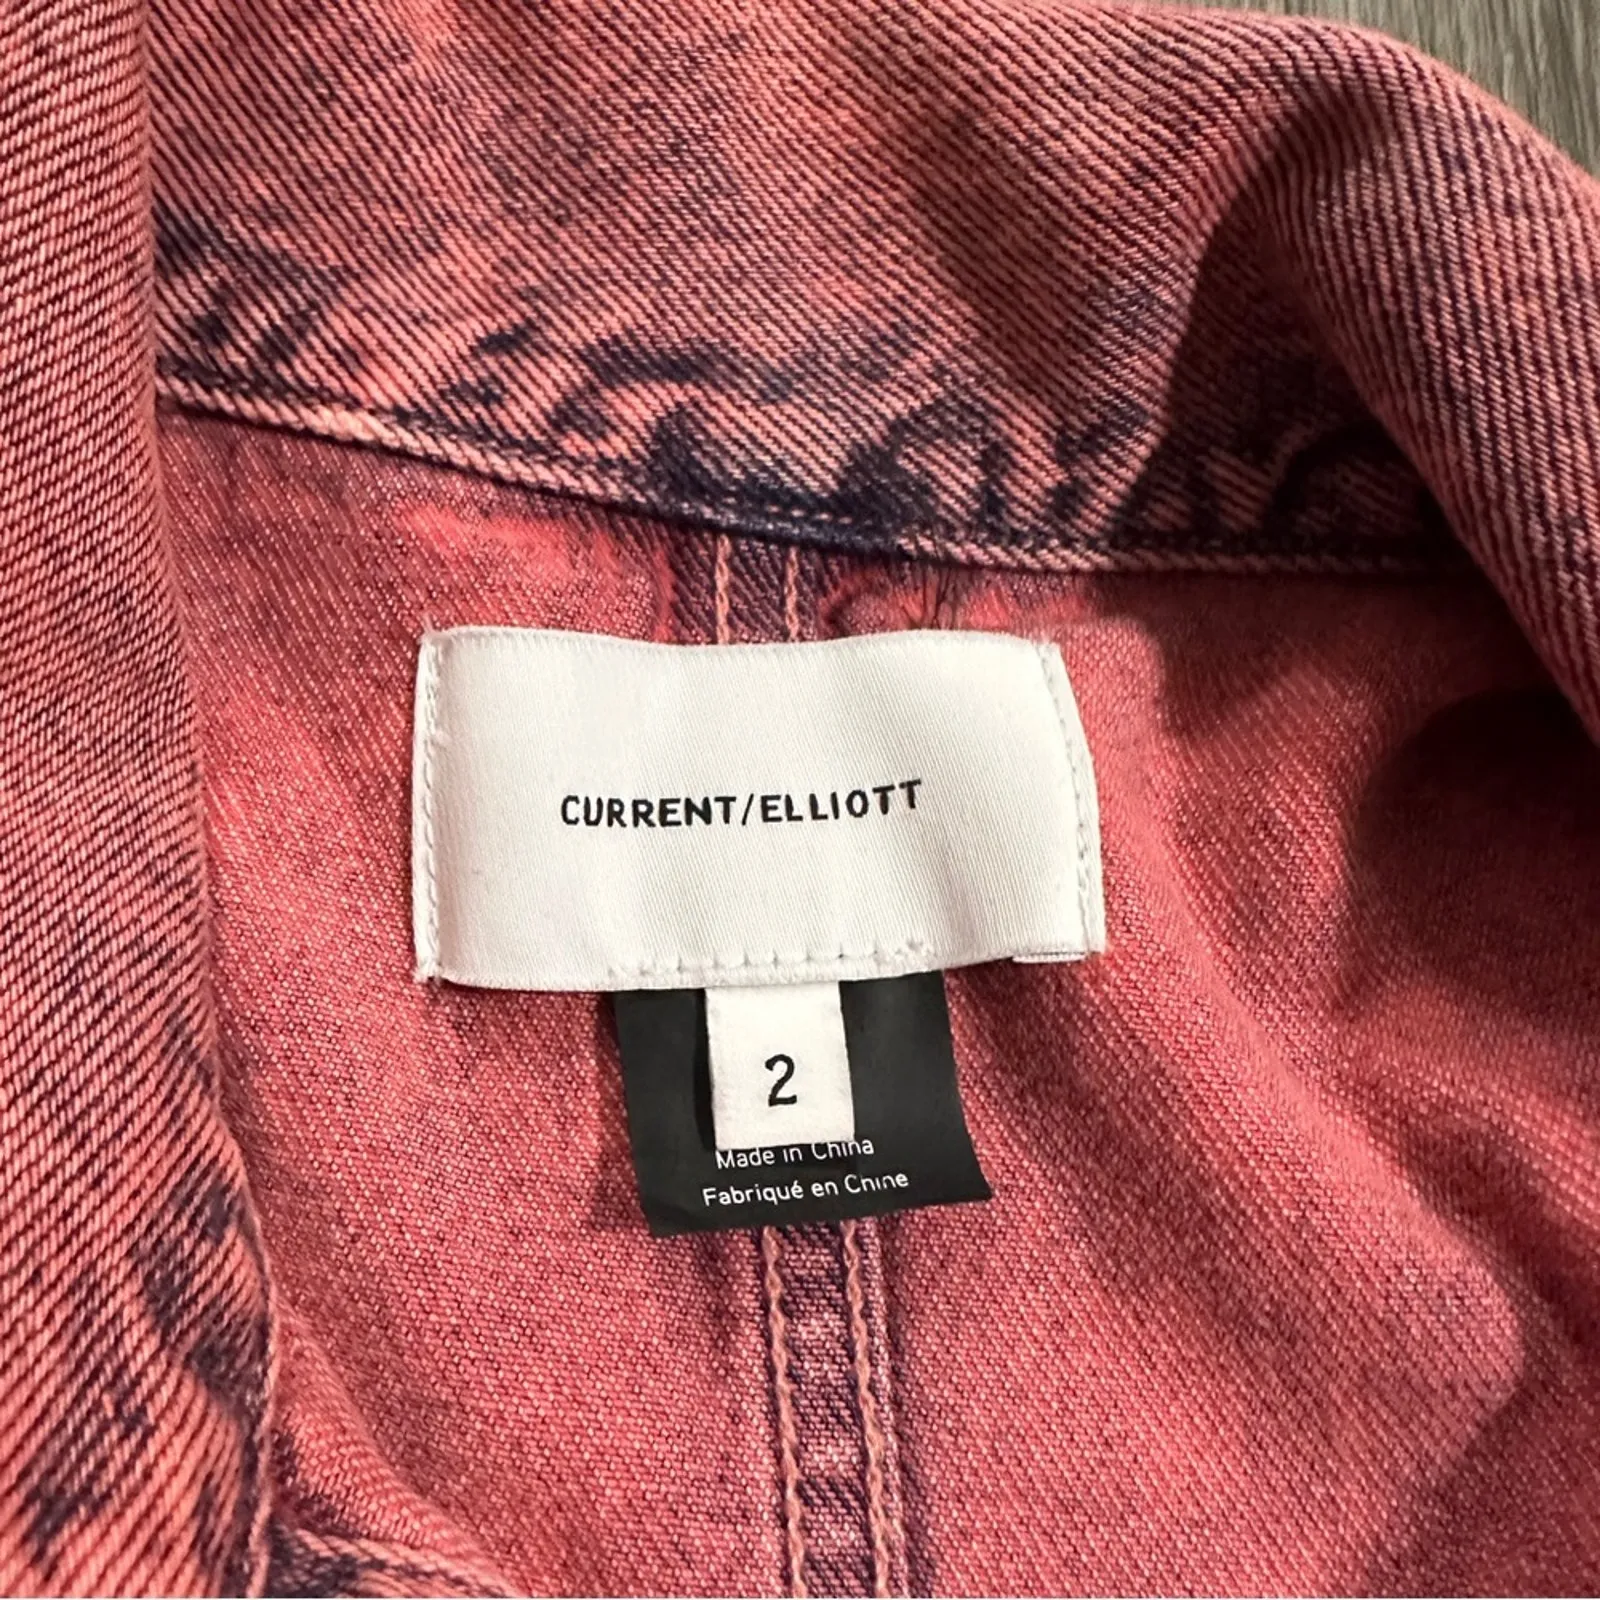 CURRENT/ELLIOTT
2
Made in China
Fabriqué en Chine